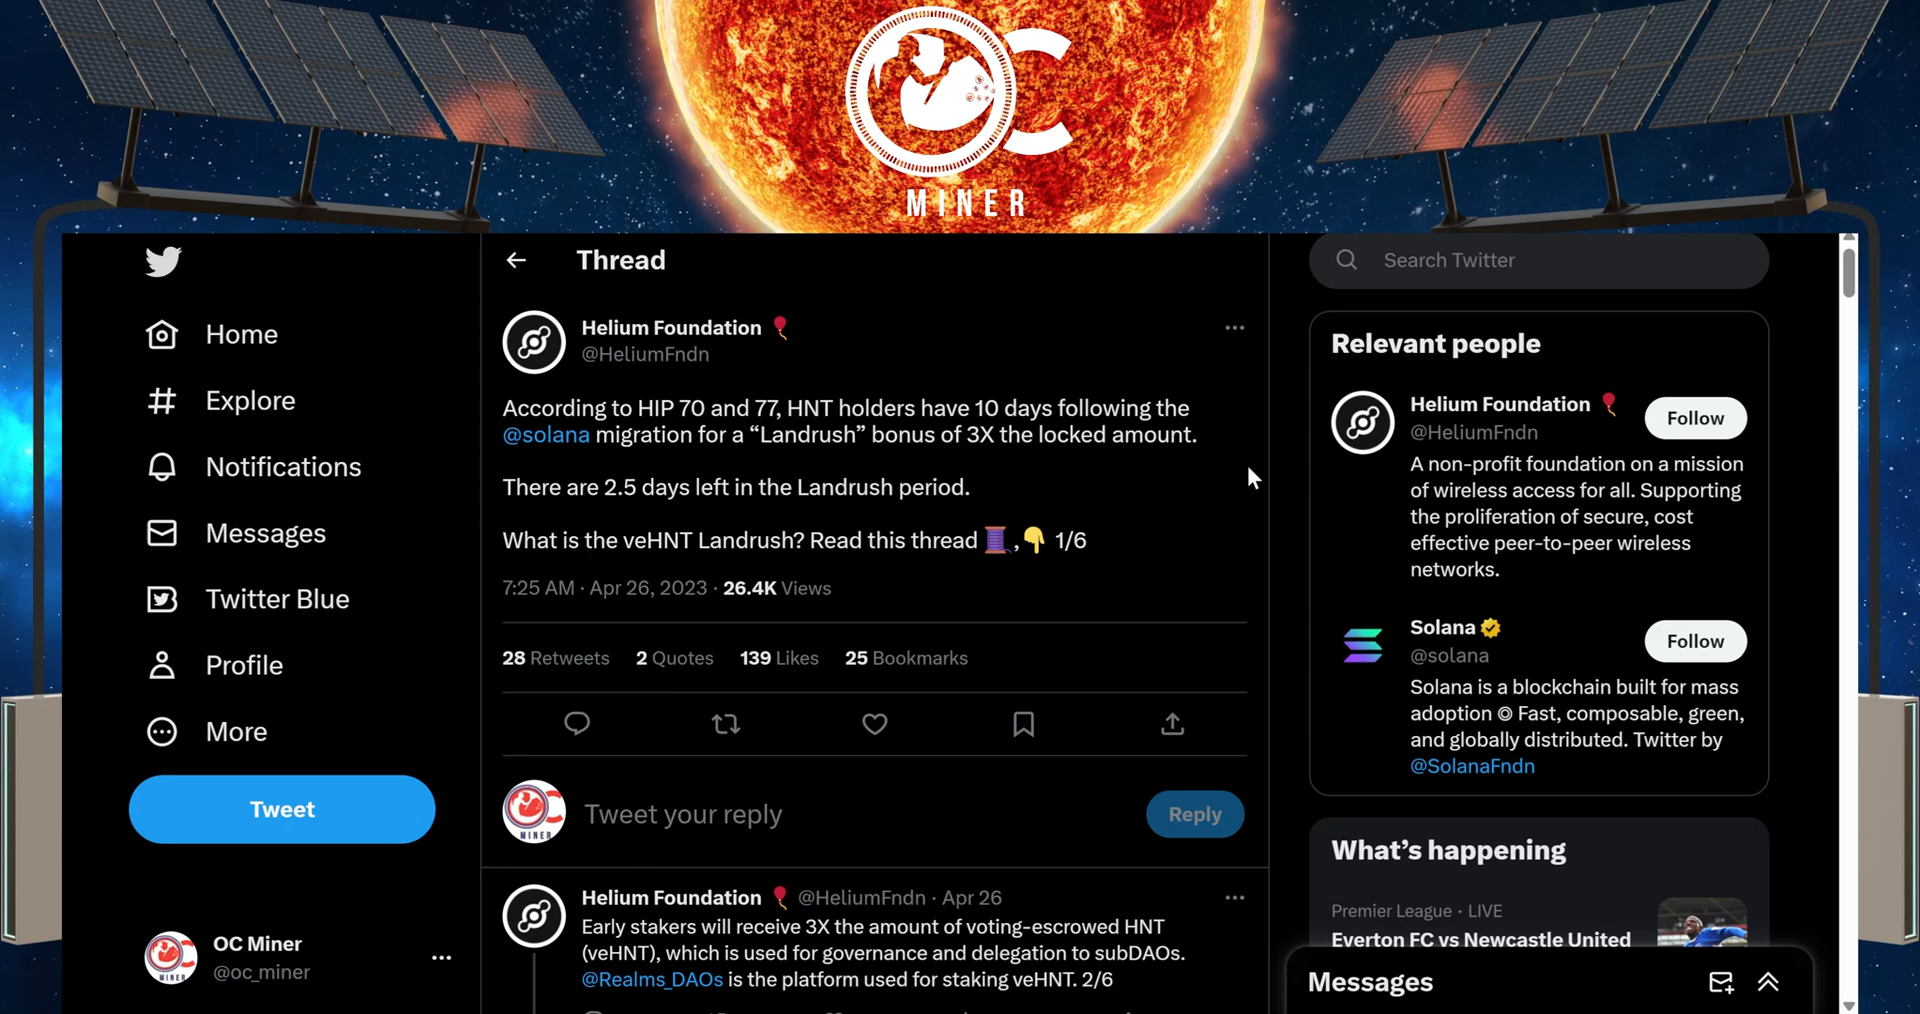 MINER
Thread
Search Twitter
Home
Explore
Notifications
Messages
Twitter Blue
Profile
More
Tweet
OC Miner
@oc_miner
Helium Foundation 🎈
@HeliumFndn
According to HIP 70 and 77, HNT holders have 10 days following the
@solana migration for a “Landrush” bonus of 3X the locked amount.
There are 2.5 days left in the Landrush period.
What is the veHNT Landrush? Read this thread 🧵,👇 1/6
7:25 AM · Apr 26, 2023 · 26.4K Views
28 Retweets 2 Quotes 139 Likes 25 Bookmarks
Tweet your reply
Reply
Helium Foundation 🎈 @HeliumFndn · Apr 26
Early stakers will receive 3X the amount of voting-escrowed HNT
(veHNT), which is used for governance and delegation to subDAOs.
@Realms_DAOs is the platform used for staking veHNT. 2/6
Relevant people
Helium Foundation 🎈
@HeliumFndn
Follow
A non-profit foundation on a mission
of wireless access for all. Supporting
the proliferation of secure, cost
effective peer-to-peer wireless
networks.
Solana
@solana
Follow
Solana is a blockchain built for mass
adoption ◎ Fast, composable, green,
and globally distributed. Twitter by
@SolanaFndn
What’s happening
Premier League · LIVE
Everton FC vs Newcastle United
Messages